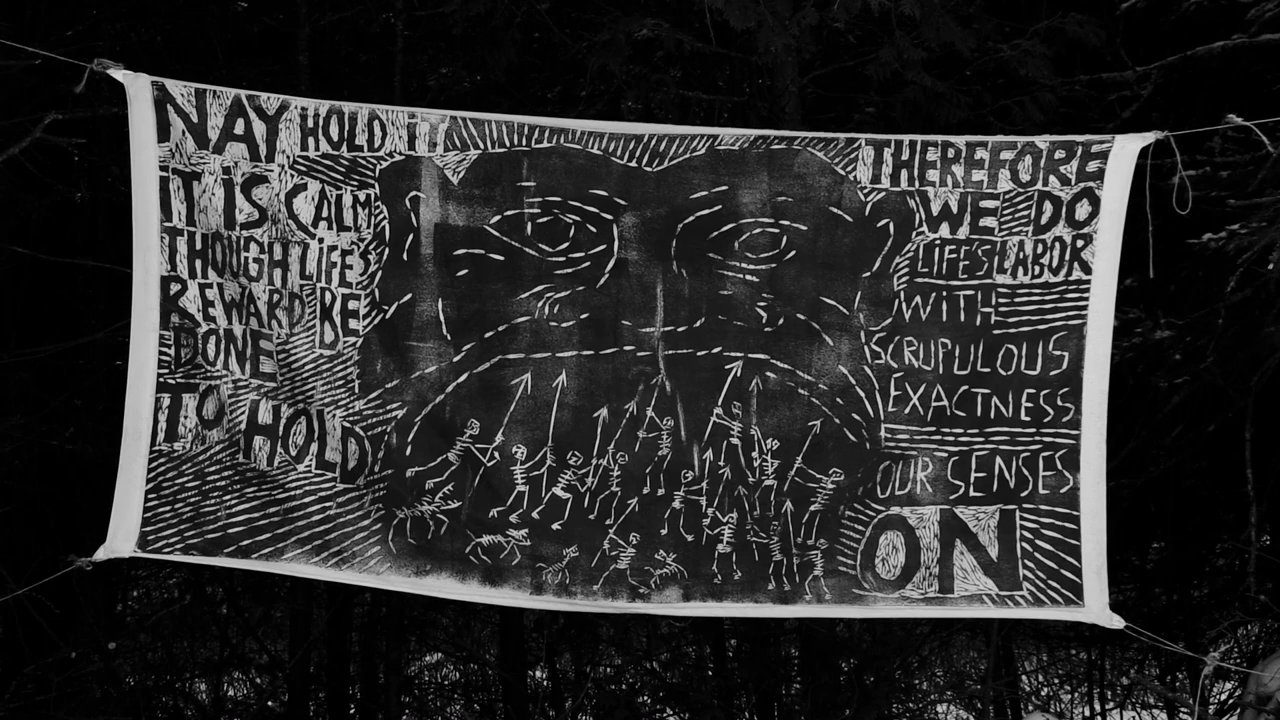 NAY HOLD iT
IT IS CALM
THOUGH LiFE'S
REWARD BE
DONE
TO HOLD?
THEREFORE
WE DO
LIFE'S LABOR
WITH
SCRUPULOUS
EXACTNESS
OUR SENSES
ON